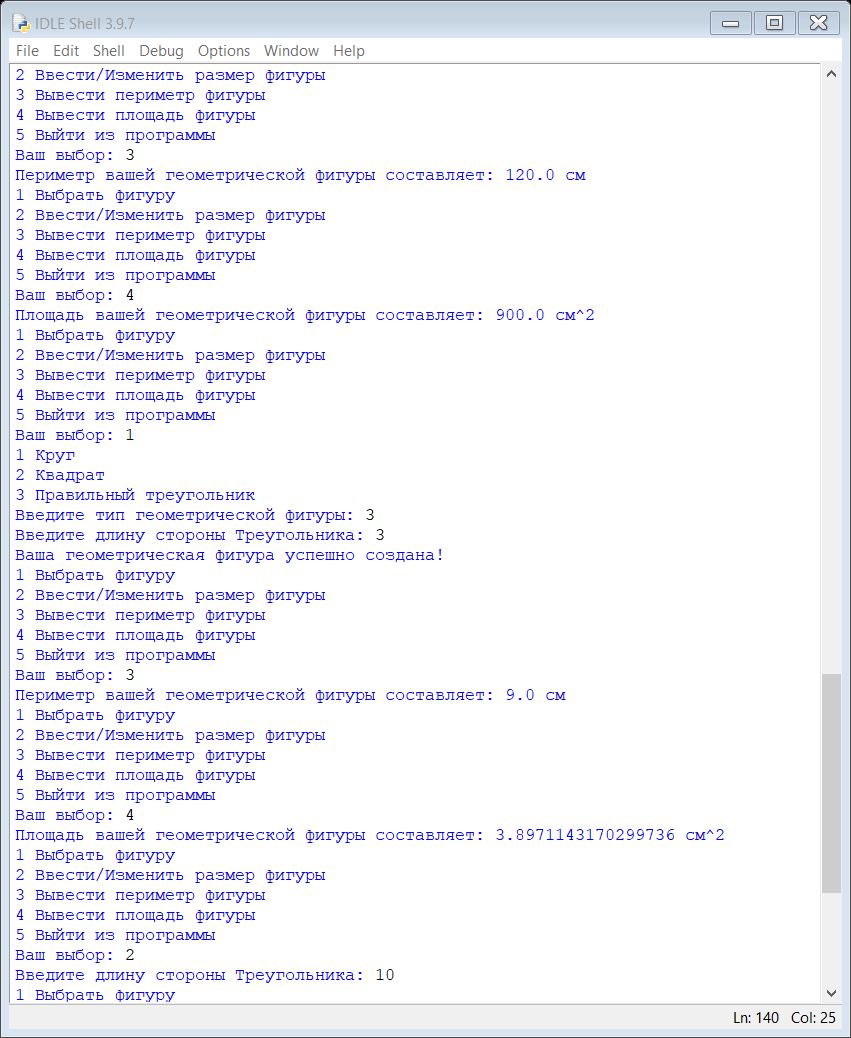 IDLE Shell 3.9.7
File Edit Shell Debug Options Window Help
2 Ввести/Изменить размер фигуры
3 Вывести периметр фигуры
4 Вывести площадь фигуры
5 Выйти из программы
Ваш выбор: 3
Периметр вашей геометрической фигуры составляет: 120.0 см
1 Выбрать фигуру
2 Ввести/Изменить размер фигуры
3 Вывести периметр фигуры
4 Вывести площадь фигуры
5 Выйти из программы
Ваш выбор: 4
Площадь вашей геометрической фигуры составляет: 900.0 см^2
1 Выбрать фигуру
2 Ввести/Изменить размер фигуры
3 Вывести периметр фигуры
4 Вывести площадь фигуры
5 Выйти из программы
Ваш выбор: 1
1 Круг
2 Квадрат
3 Правильный треугольник
Введите тип геометрической фигуры: 3
Введите длину стороны Треугольника: 3
Ваша геометрическая фигура успешно создана!
1 Выбрать фигуру
2 Ввести/Изменить размер фигуры
3 Вывести периметр фигуры
4 Вывести площадь фигуры
5 Выйти из программы
Ваш выбор: 3
Периметр вашей геометрической фигуры составляет: 9.0 см
1 Выбрать фигуру
2 Ввести/Изменить размер фигуры
3 Вывести периметр фигуры
4 Вывести площадь фигуры
5 Выйти из программы
Ваш выбор: 4
Площадь вашей геометрической фигуры составляет: 3.8971143170299736 см^2
1 Выбрать фигуру
2 Ввести/Изменить размер фигуры
3 Вывести периметр фигуры
4 Вывести площадь фигуры
5 Выйти из программы
Ваш выбор: 2
Введите длину стороны Треугольника: 10
1 Выбрать фигуру
Ln: 140 Col: 25